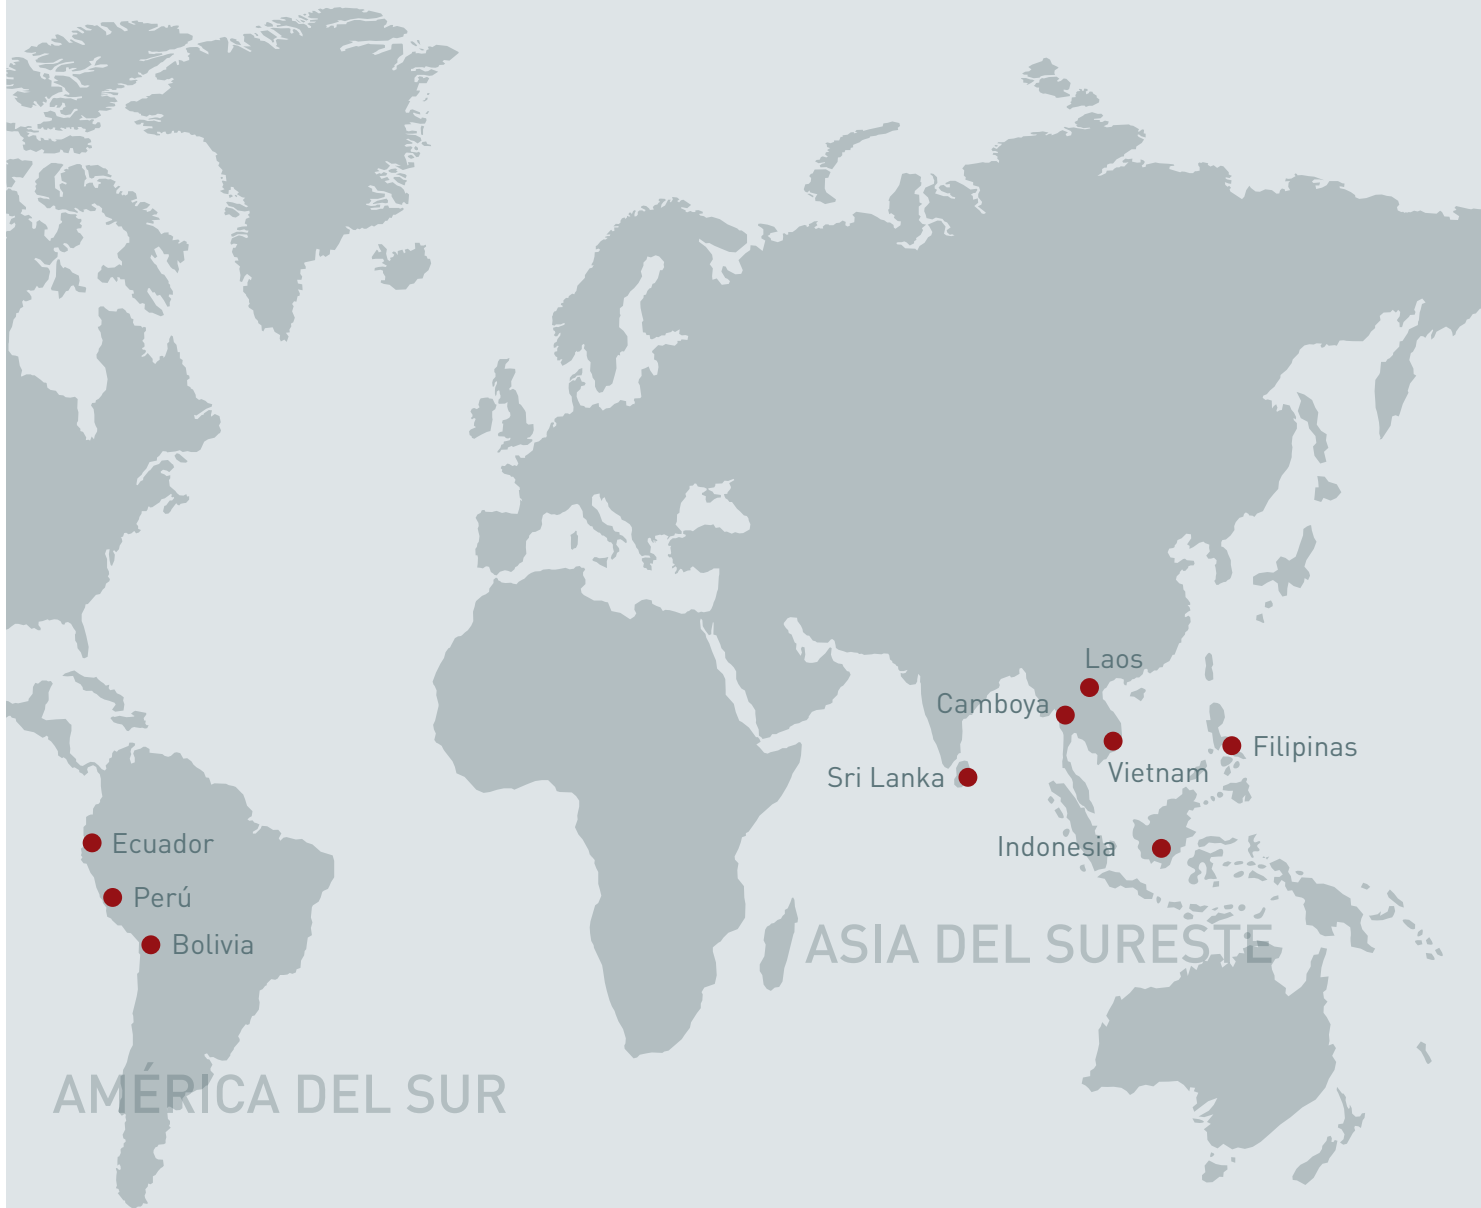 Laos
Camboya
Filipinas
Vietnam
Sri Lanka
Ecuador
Indonesia
Perú
Bolivia
ASIA DEL SURESTE
AMÉRICA DEL SUR